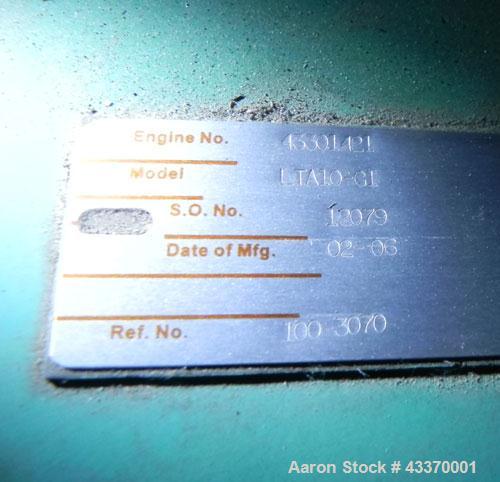 Engine No. 45301421
Model LTA10-G1
S.O. No. 12079
Date of Mfg. 02-06
Ref. No. 100 3070
Aaron Stock # 43370001